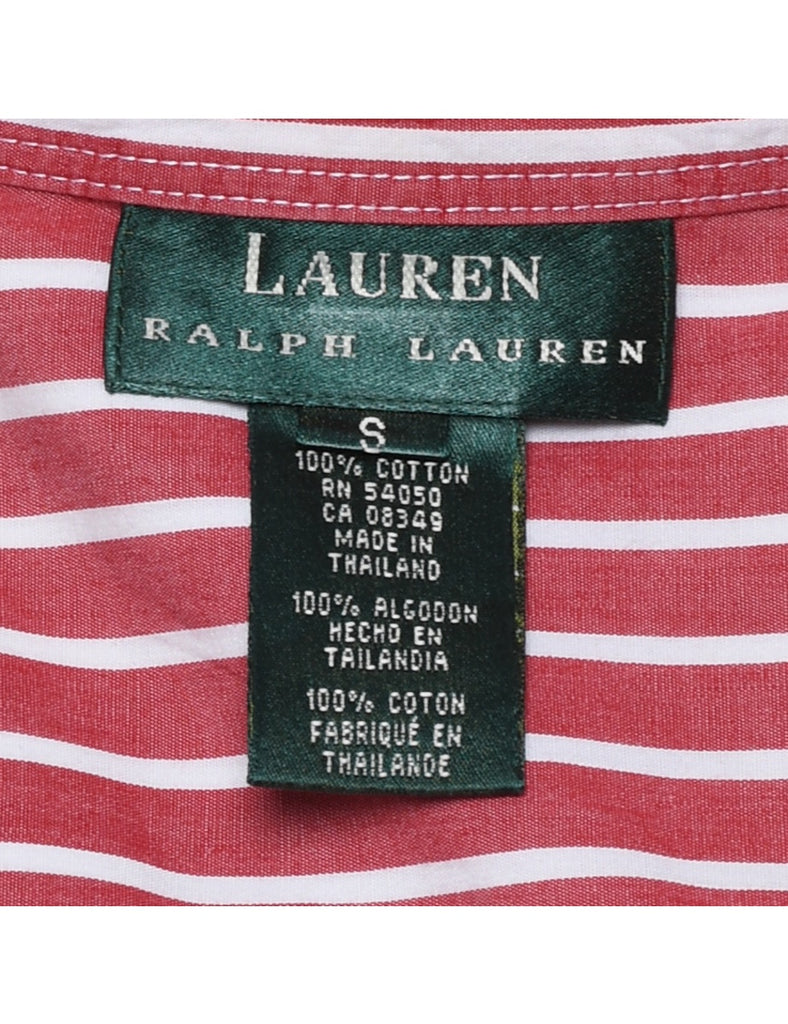 LAUREN
RALPH LAUREN
S
100% COTTON
RN 54050
CA 08349
MADE IN
THAILAND
100% ALGODON
HECHO EN
TAILANDIA
100% COTON
FABRIQUÉ EN
THAILANDE